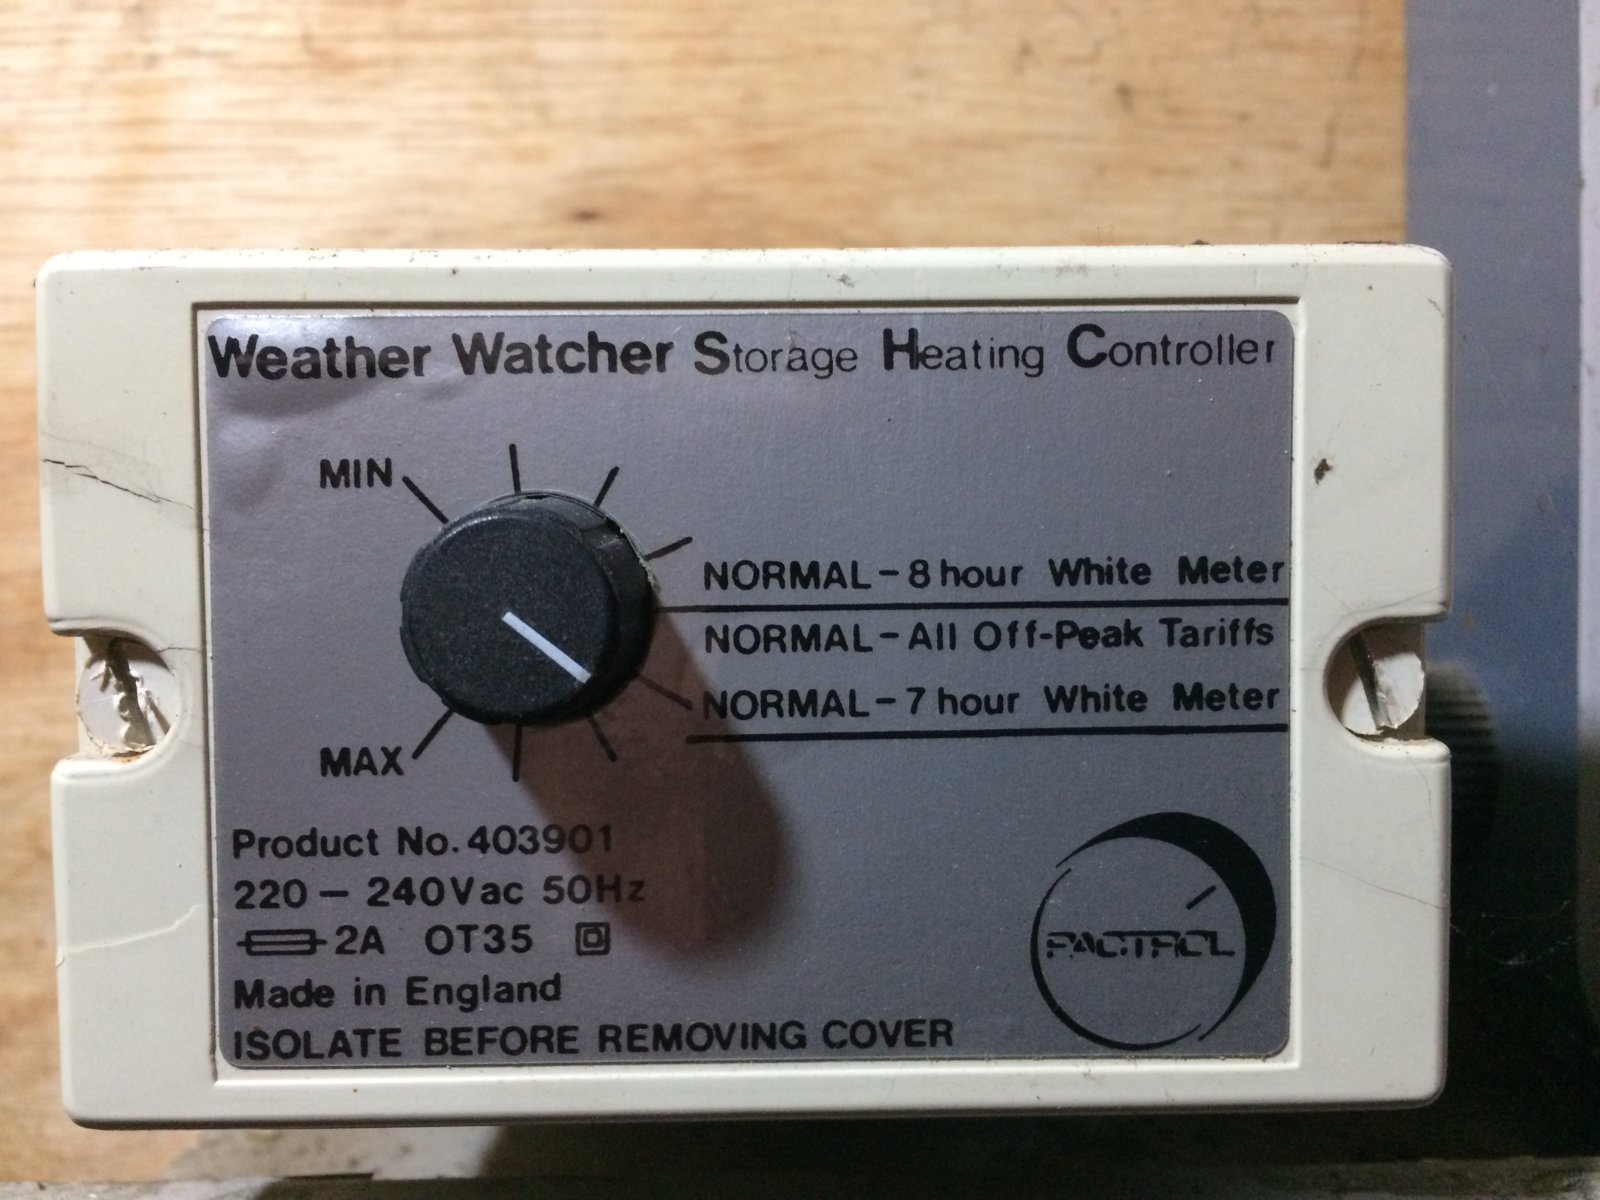 Weather Watcher Storage Heating Controller
MIN
NORMAL - 8 hour White Meter
NORMAL - All Off-Peak Tariffs
NORMAL - 7 hour White Meter
MAX
Product No. 403901
220 - 240Vac 50Hz
2A OT35
Made in England
ISOLATE BEFORE REMOVING COVER
PACTROL